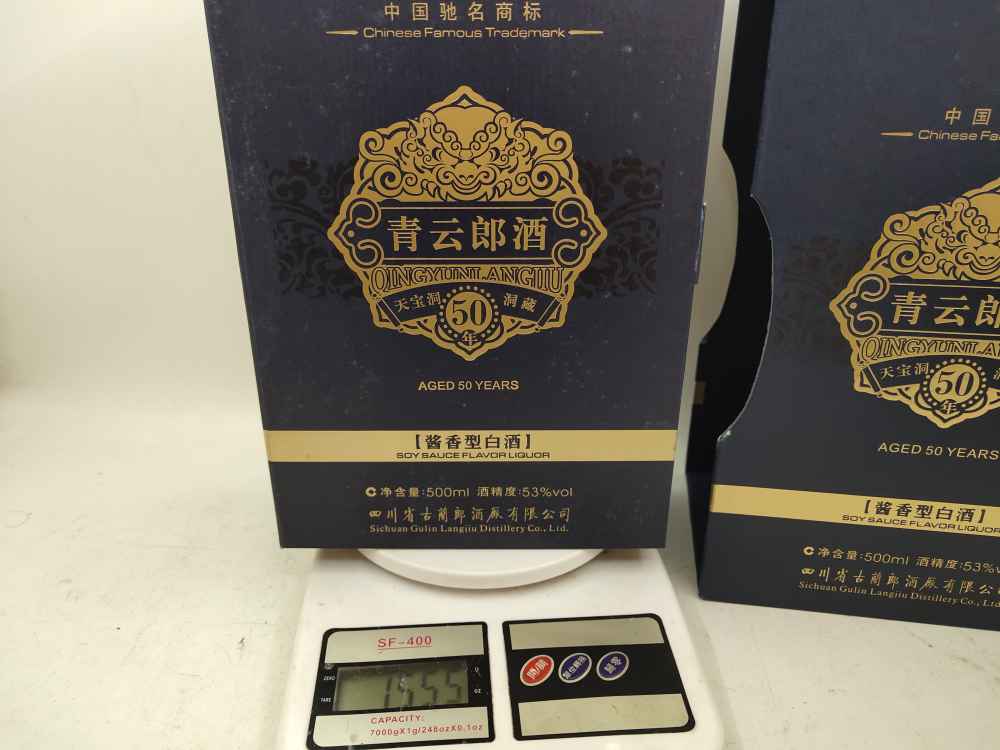 中国驰名商标
Chinese Famous Trademark
青云郎酒
QINGYUNLANGJIU
天宝洞 50 洞藏
年
AGED 50 YEARS
【酱香型白酒】
SOY SAUCE FLAVOR LIQUOR
净含量:500ml 酒精度:53%vol
四川省古蔺郎酒厂有限公司
Sichuan Gulin Langjiu Distillery Co., Ltd.
中国
Chinese
青云郎
天宝洞 50
年
AGED 50 YEARS
【酱香型白酒】
SOY SAUCE FLAVOR LIQUOR
净含量:500ml 酒精度:53%
四川省古蔺郎酒厂有限公
Sichuan Gulin Langjiu Distillery Co.,
SF-400
ZERO
TARE
1555
G
OZ
CAPACITY:
7000gX1g/246ozX0.1oz